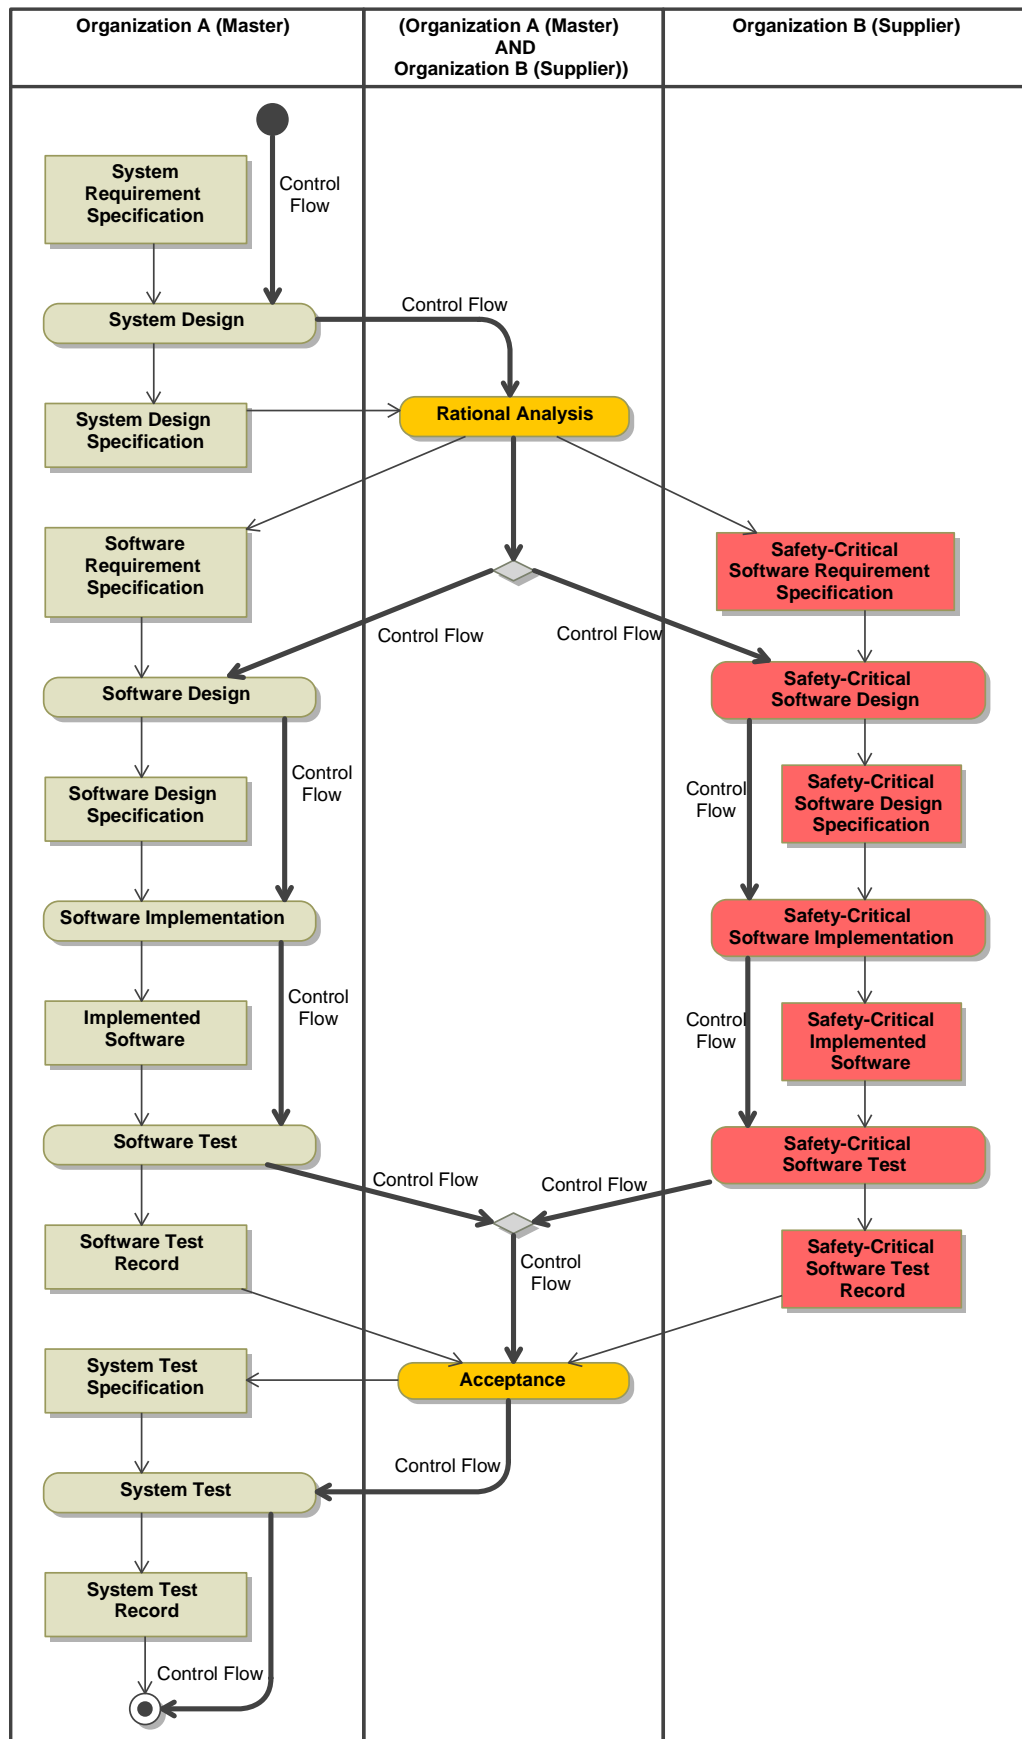 Organization A (Master)
(Organization A (Master)
AND
Organization B (Supplier))
Organization B (Supplier)
System
Requirement
Specification
Control
Flow
System Design
Control Flow
System Design
Specification
Rational Analysis
Software
Requirement
Specification
Safety-Critical
Software Requirement
Specification
Control Flow
Control Flow
Software Design
Safety-Critical
Software Design
Control
Flow
Software Design
Specification
Control
Flow
Safety-Critical
Software Design
Specification
Software Implementation
Safety-Critical
Software Implementation
Control
Flow
Implemented
Software
Control
Flow
Safety-Critical
Implemented
Software
Software Test
Safety-Critical
Software Test
Control Flow
Control Flow
Software Test
Record
Control
Flow
Safety-Critical
Software Test
Record
System Test
Specification
Acceptance
Control Flow
System Test
System Test
Record
Control Flow